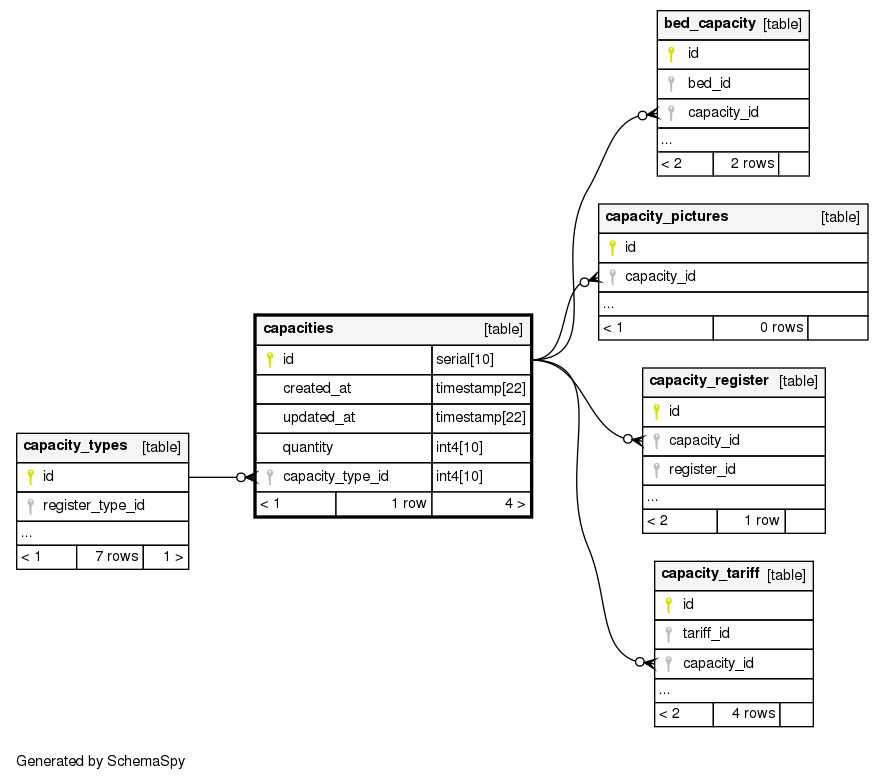 bed_capacity [table]
id
bed_id
capacity_id
...
< 2 2 rows
capacity_pictures [table]
id
capacity_id
...
< 1 0 rows
capacities [table]
id serial[10]
created_at timestamp[22]
updated_at timestamp[22]
quantity int4[10]
capacity_type_id int4[10]
< 1 1 row 4 >
capacity_register [table]
id
capacity_id
register_id
...
< 2 1 row
capacity_types [table]
id
register_type_id
...
< 1 7 rows 1 >
capacity_tariff [table]
id
tariff_id
capacity_id
...
< 2 4 rows
Generated by SchemaSpy